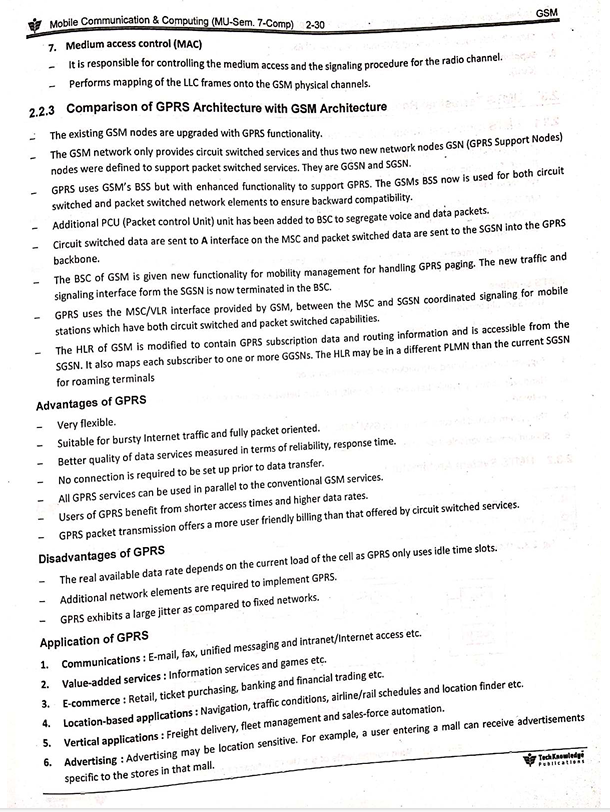 Mobile Communication & Computing (MU-Sem. 7-Comp) 2-30 GSM
7. Medium access control (MAC)
– It is responsible for controlling the medium access and the signaling procedure for the radio channel.
– Performs mapping of the LLC frames onto the GSM physical channels.
2.2.3 Comparison of GPRS Architecture with GSM Architecture
– The existing GSM nodes are upgraded with GPRS functionality.
– The GSM network only provides circuit switched services and thus two new network nodes GSN (GPRS Support Nodes)
nodes were defined to support packet switched services. They are GGSN and SGSN.
– GPRS uses GSM's BSS but with enhanced functionality to support GPRS. The GSMs BSS now is used for both circuit
switched and packet switched network elements to ensure backward compatibility.
– Additional PCU (Packet control Unit) unit has been added to BSC to segregate voice and data packets.
– Circuit switched data are sent to A interface on the MSC and packet switched data are sent to the SGSN into the GPRS
backbone.
– The BSC of GSM is given new functionality for mobility management for handling GPRS paging. The new traffic and
signaling interface form the SGSN is now terminated in the BSC.
– GPRS uses the MSC/VLR interface provided by GSM, between the MSC and SGSN coordinated signaling for mobile
stations which have both circuit switched and packet switched capabilities.
– The HLR of GSM is modified to contain GPRS subscription data and routing information and is accessible from the
SGSN. It also maps each subscriber to one or more GGSNs. The HLR may be in a different PLMN than the current SGSN
for roaming terminals
Advantages of GPRS
– Very flexible.
– Suitable for bursty Internet traffic and fully packet oriented.
– Better quality of data services measured in terms of reliability, response time.
– No connection is required to be set up prior to data transfer.
– All GPRS services can be used in parallel to the conventional GSM services.
– Users of GPRS benefit from shorter access times and higher data rates.
– GPRS packet transmission offers a more user friendly billing than that offered by circuit switched services.
Disadvantages of GPRS
– The real available data rate depends on the current load of the cell as GPRS only uses idle time slots.
– Additional network elements are required to implement GPRS.
– GPRS exhibits a large jitter as compared to fixed networks.
Application of GPRS
1. Communications : E-mail, fax, unified messaging and intranet/Internet access etc.
2. Value-added services : Information services and games etc.
3. E-commerce : Retail, ticket purchasing, banking and financial trading etc.
4. Location-based applications : Navigation, traffic conditions, airline/rail schedules and location finder etc.
5. Vertical applications : Freight delivery, fleet management and sales-force automation.
6. Advertising : Advertising may be location sensitive. For example, a user entering a mall can receive advertisements
specific to the stores in that mall.
TechKnowledge
Publications